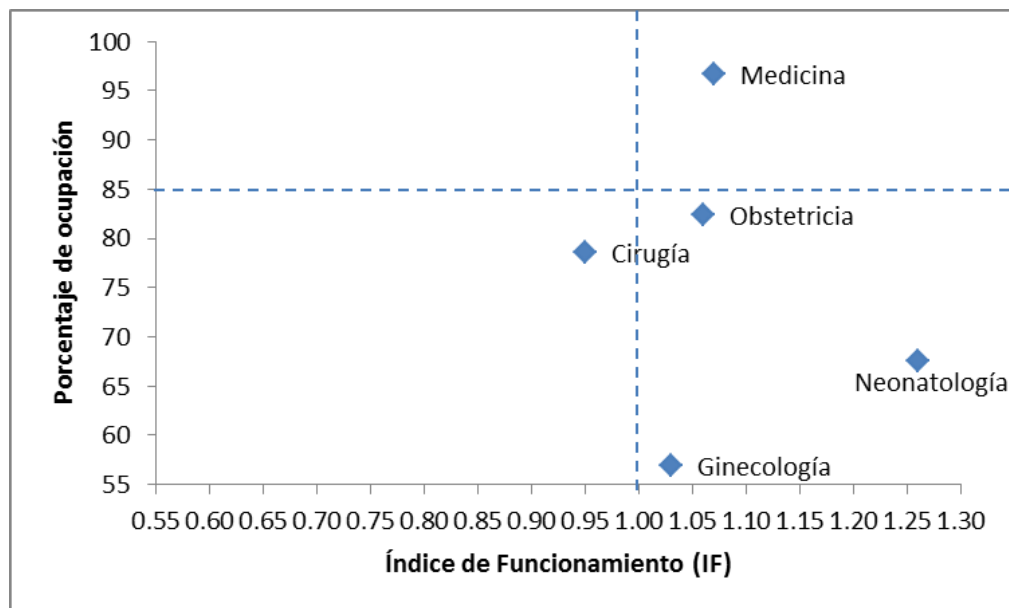 100
Medicina
95
90
85
Obstetricia
80
Cirugía
75
70
65
Neonatología
60
Ginecología
55
0.55 0.60 0.65 0.70 0.75 0.80 0.85 0.90 0.95 1.00 1.05 1.10 1.15 1.20 1.25 1.30
Porcentaje de ocupación
Índice de Funcionamiento (IF)